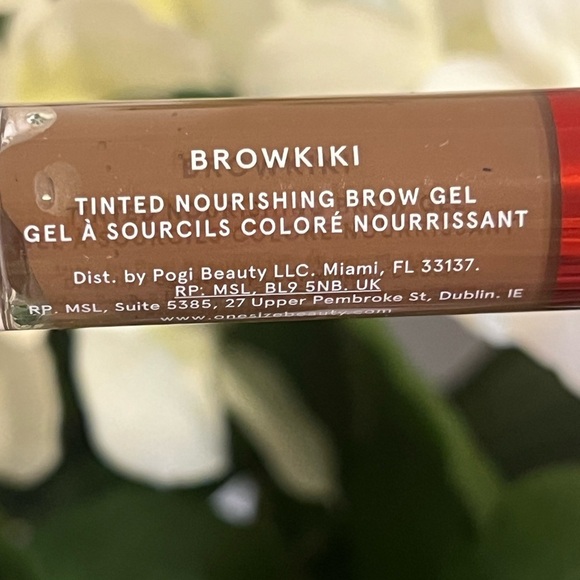 BROWKIKI
TINTED NOURISHING BROW GEL
GEL À SOURCILS COLORÉ NOURRISSANT
Dist. by Pogi Beauty LLC. Miami, FL 33137.
RP: MSL, BL9 5NB. UK
RP. MSL, Suite 5385, 27 Upper Pembroke St, Dublin. IE
www.onesizebeauty.com